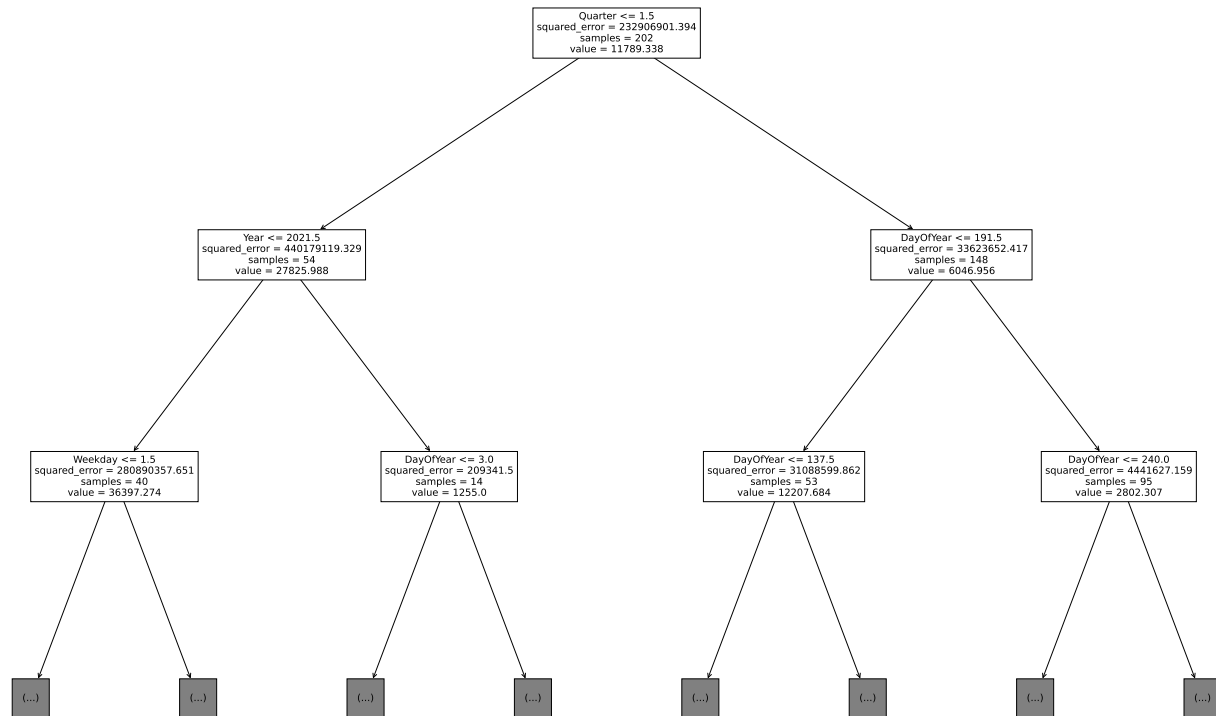 Quarter <= 1.5
squared_error = 232906901.394
samples = 202
value = 11789.338
Year <= 2021.5
squared_error = 440179119.329
samples = 54
value = 27825.988
DayOfYear <= 191.5
squared_error = 33623652.417
samples = 148
value = 6046.956
Weekday <= 1.5
squared_error = 280890357.651
samples = 40
value = 36397.274
DayOfYear <= 3.0
squared_error = 209341.5
samples = 14
value = 1255.0
DayOfYear <= 137.5
squared_error = 31088599.862
samples = 53
value = 12207.684
DayOfYear <= 240.0
squared_error = 4441627.159
samples = 95
value = 2802.307
(...)
(...)
(...)
(...)
(...)
(...)
(...)
(...)